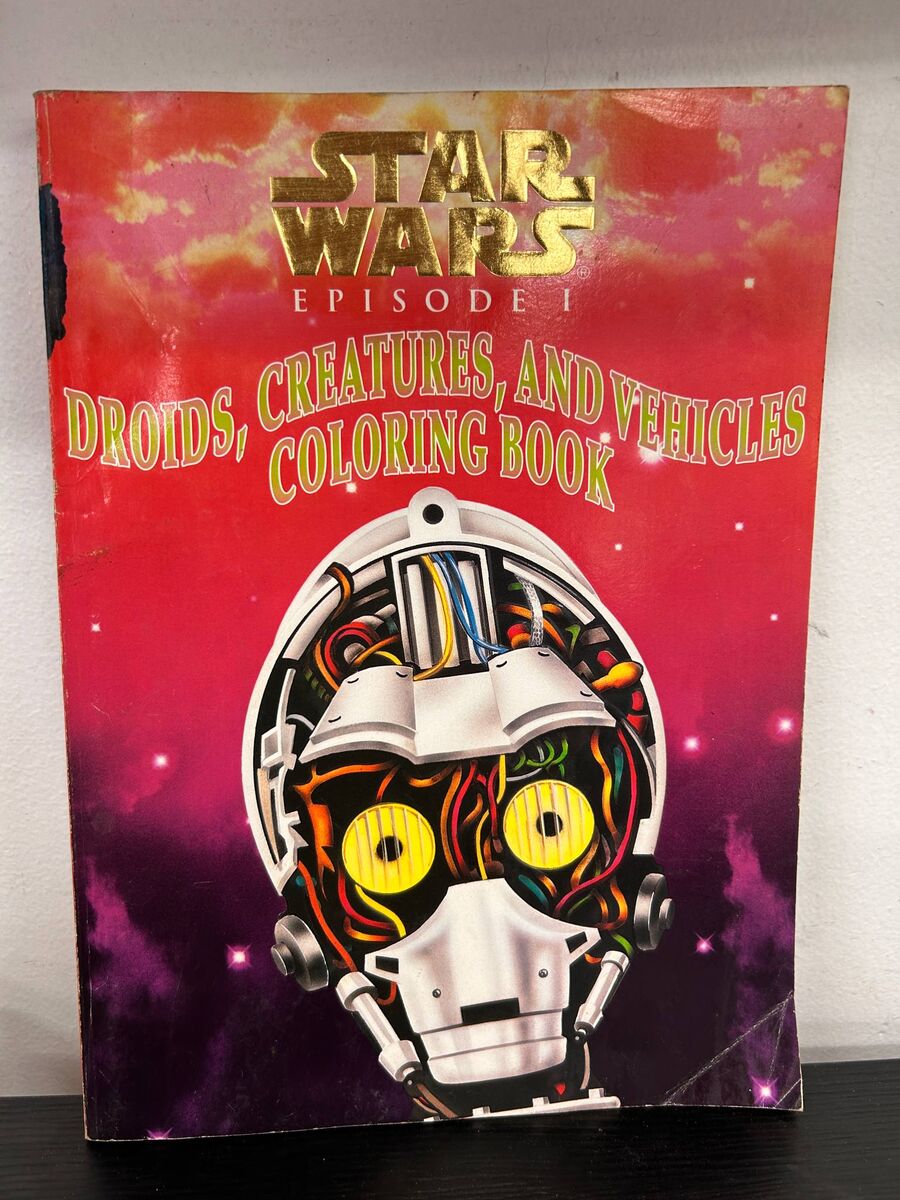 STAR
WARS®
EPISODE I
DROIDS, CREATURES, AND VEHICLES
COLORING BOOK